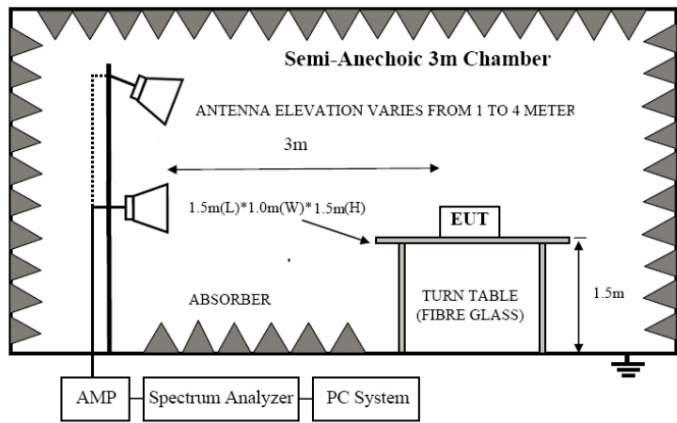 Semi-Anechoic 3m Chamber
ANTENNA ELEVATION VARIES FROM 1 TO 4 METER
3m
1.5m(L)*1.0m(W)*1.5m(H)
EUT
ABSORBER
TURN TABLE
(FIBRE GLASS)
1.5m
AMP
Spectrum Analyzer
PC System